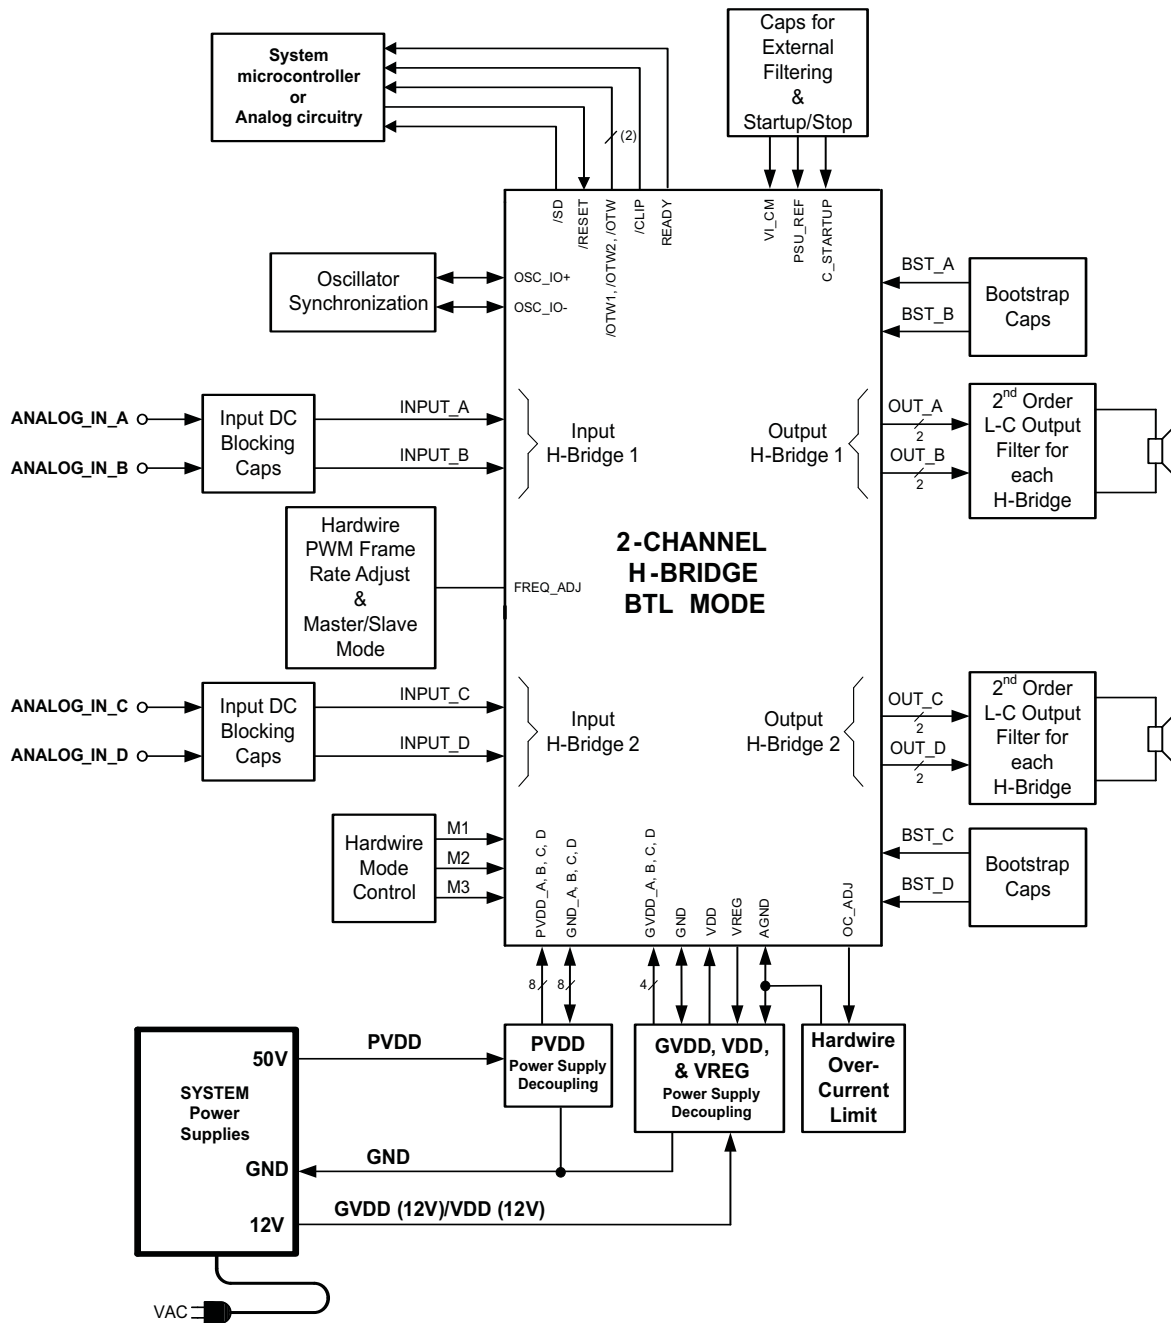 System
microcontroller
or
Analog circuitry
Caps for
External
Filtering
&
Startup/Stop
(2)
/SD
/RESET
/OTW1, /OTW2, /OTW
/CLIP
READY
VI_CM
PSU_REF
C_STARTUP
Oscillator
Synchronization
OSC_IO+
OSC_IO-
BST_A
BST_B
Bootstrap
Caps
ANALOG_IN_A
ANALOG_IN_B
Input DC
Blocking
Caps
INPUT_A
INPUT_B
Input
H-Bridge 1
Output
H-Bridge 1
OUT_A
2
OUT_B
2
2nd Order
L-C Output
Filter for
each
H-Bridge
Hardwire
PWM Frame
Rate Adjust
&
Master/Slave
Mode
FREQ_ADJ
2-CHANNEL
H-BRIDGE
BTL MODE
ANALOG_IN_C
ANALOG_IN_D
Input DC
Blocking
Caps
INPUT_C
INPUT_D
Input
H-Bridge 2
Output
H-Bridge 2
OUT_C
2
OUT_D
2
2nd Order
L-C Output
Filter for
each
H-Bridge
Hardwire
Mode
Control
M1
M2
M3
PVDD_A, B, C, D
GND_A, B, C, D
GVDD_A, B, C, D
GND
VDD
VREG
AGND
OC_ADJ
BST_C
BST_D
Bootstrap
Caps
8
8
4
50V
SYSTEM
Power
Supplies
GND
12V
PVDD
PVDD
Power Supply
Decoupling
GVDD, VDD,
& VREG
Power Supply
Decoupling
Hardwire
Over-
Current
Limit
GND
GVDD (12V)/VDD (12V)
VAC